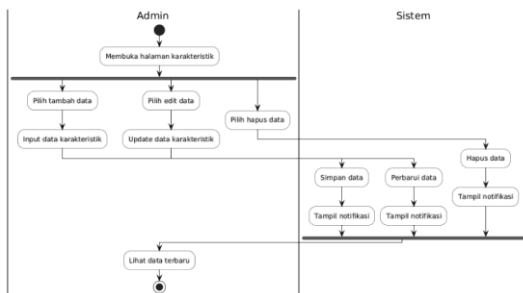 Admin
Sistem
Membuka halaman karakteristik
Pilih tambah data
Pilih edit data
Pilih hapus data
Input data karakteristik
Update data karakteristik
Hapus data
Simpan data
Perbarui data
Tampil notifikasi
Tampil notifikasi
Tampil notifikasi
Lihat data terbaru